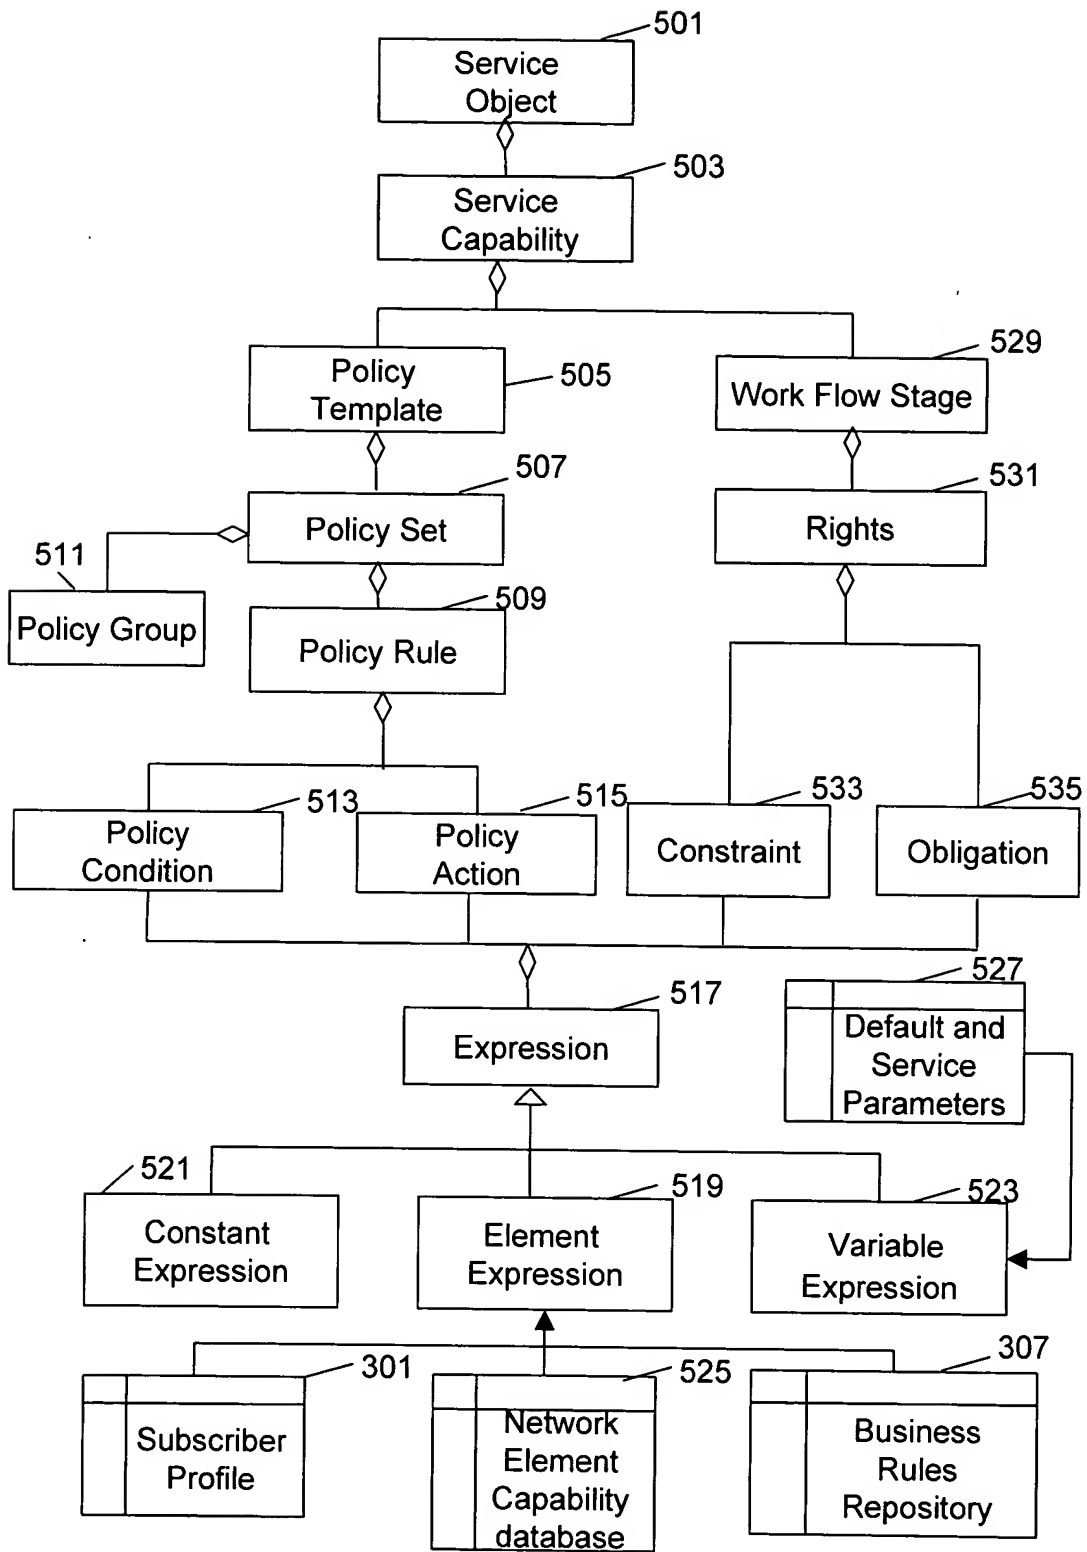 501
Service
Object
503
Service
Capability
529
Policy
Template
505
Work Flow Stage
507
531
Policy Set
Rights
511
509
Policy Group
Policy Rule
513
515
533
535
Policy
Condition
Policy
Action
Constraint
Obligation
527
517
Expression
Default and
Service
Parameters
521
519
523
Constant
Expression
Element
Expression
Variable
Expression
301
525
307
Subscriber
Profile
Network
Element
Capability
database
Business
Rules
Repository